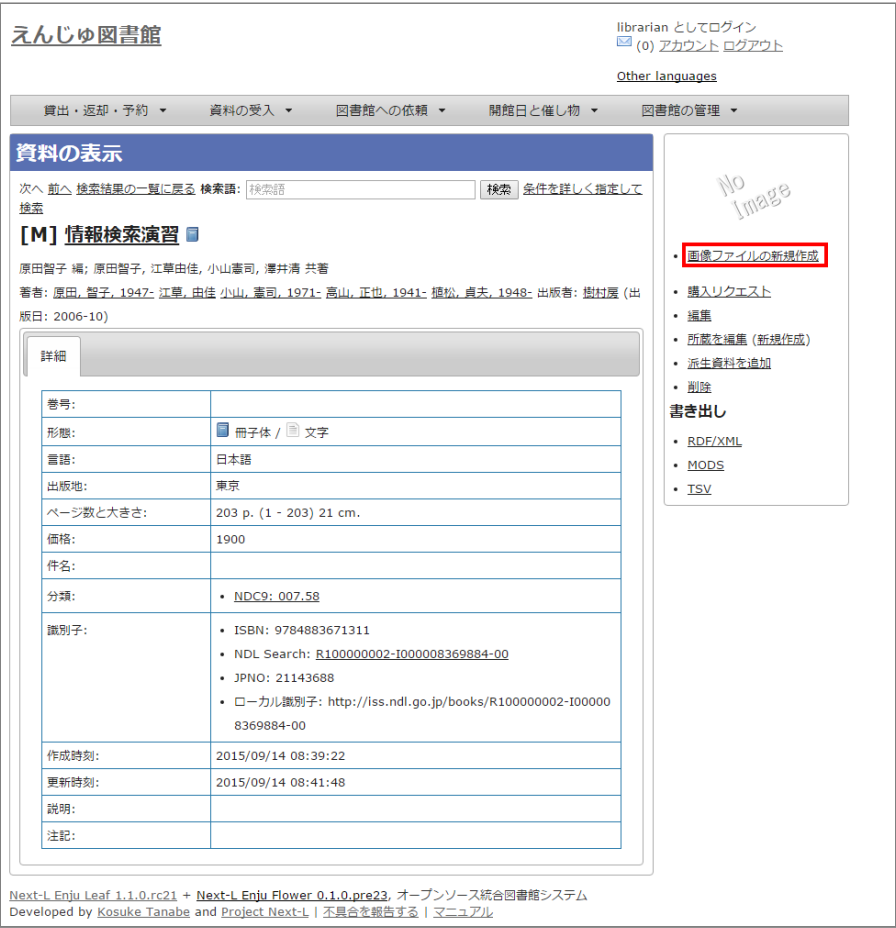 えんじゅ図書館
librarian としてログイン
(0) アカウント ログアウト
Other languages
貸出・返却・予約 ▼ 資料の受入 ▼ 図書館への依頼 ▼ 開館日と催し物 ▼ 図書館の管理 ▼
資料の表示
次へ 前へ 検索結果の一覧に戻る 検索語: 検索語 検索 条件を詳しく指定して
検索
[M] 情報検索演習
原田智子 編; 原田智子, 江草由佳, 小山憲司, 澤井清 共著
著者: 原田, 智子, 1947- 江草, 由佳 小山, 憲司, 1971- 高山, 正也, 1941- 植松, 貞夫, 1948- 出版者: 樹村房 (出
版日: 2006-10)
詳細
巻号:
形態: 冊子体 / 文字
言語: 日本語
出版地: 東京
ページ数と大きさ: 203 p. (1 - 203) 21 cm.
価格: 1900
件名:
分類: • NDC9: 007.58
識別子: • ISBN: 9784883671311
• NDL Search: R100000002-I000008369884-00
• JPNO: 21143688
• ローカル識別子: http://iss.ndl.go.jp/books/R100000002-I00000
8369884-00
作成時刻: 2015/09/14 08:39:22
更新時刻: 2015/09/14 08:41:48
説明:
注記:
No
Image
• 画像ファイルの新規作成
• 購入リクエスト
• 編集
• 所蔵を編集 (新規作成)
• 派生資料を追加
• 削除
書き出し
• RDF/XML
• MODS
• TSV
Next-L Enju Leaf 1.1.0.rc21 + Next-L Enju Flower 0.1.0.pre23, オープンソース統合図書館システム
Developed by Kosuke Tanabe and Project Next-L | 不具合を報告する | マニュアル